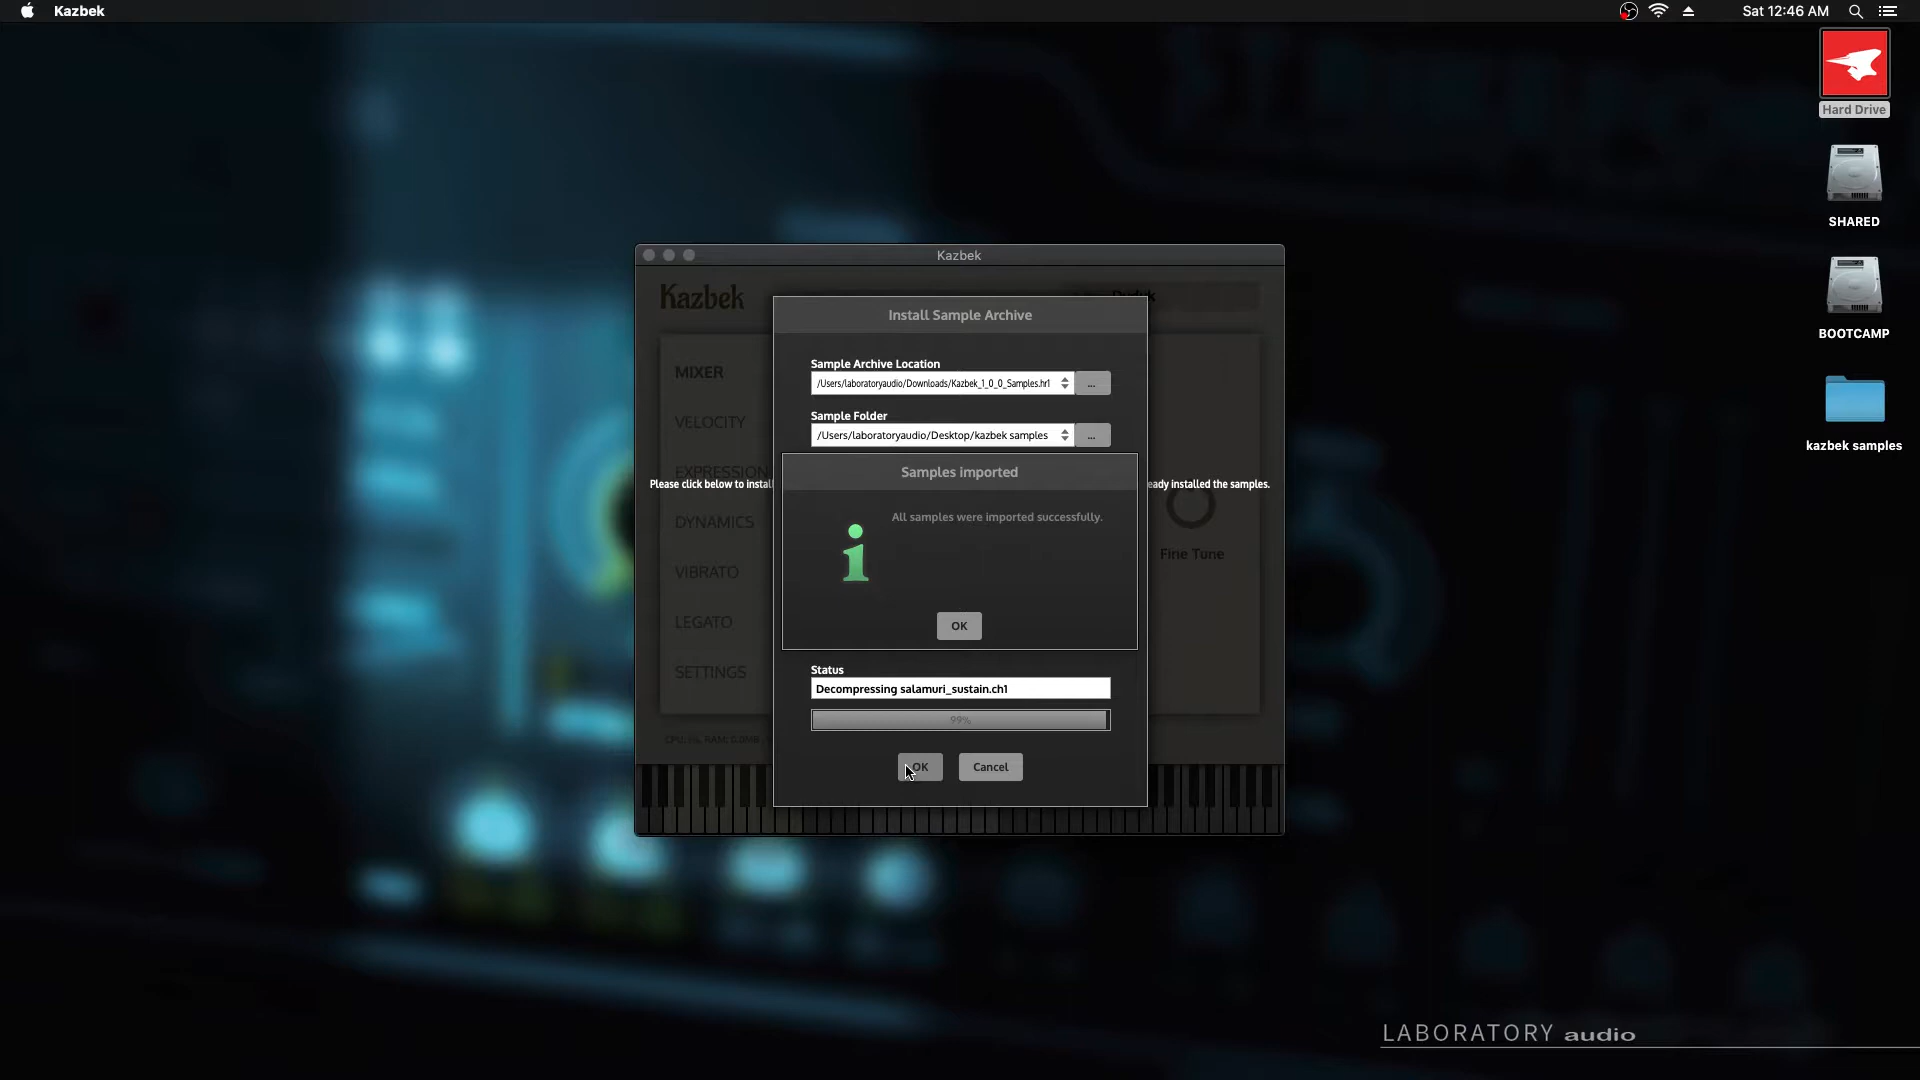 Kazbek
Sat 12:46 AM
Hard Drive
SHARED
BOOTCAMP
kazbek samples
Kazbek
Kazbek
Install Sample Archive
Sample Archive Location
/Users/laboratoryaudio/Downloads/Kazbek_1_0_0_Samples.hr1
...
Sample Folder
/Users/laboratoryaudio/Desktop/kazbek samples
...
MIXER
VELOCITY
EXPRESSION
Please click below to instal
eady installed the samples.
DYNAMICS
VIBRATO
LEGATO
SETTINGS
Fine Tune
Samples imported
All samples were imported successfully.
OK
Status
Decompressing salamuri_sustain.ch1
99%
OK
Cancel
LABORATORY audio